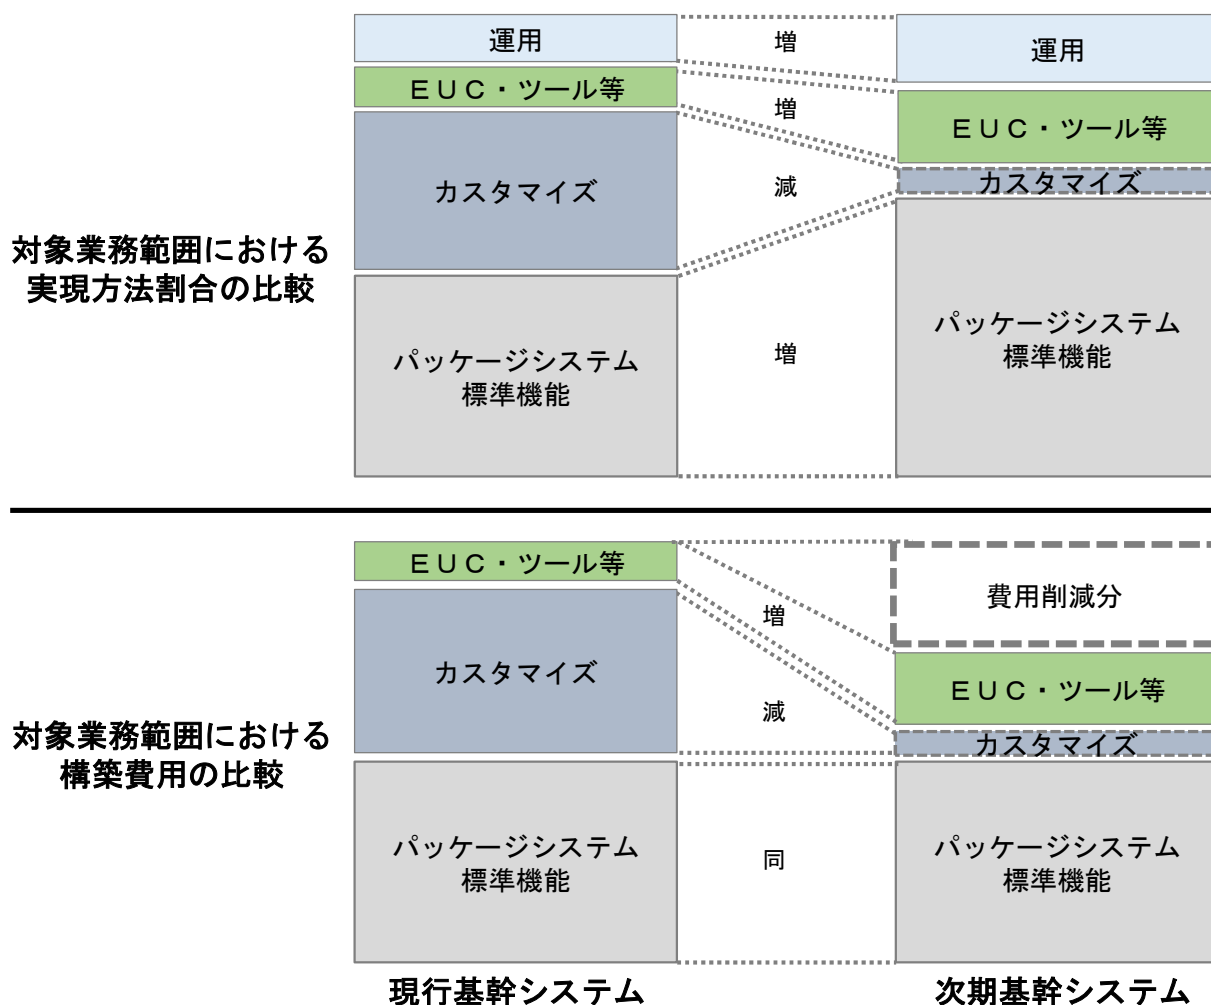 運用
増
運用
ＥＵＣ・ツール等
増
ＥＵＣ・ツール等
カスタマイズ
減
カスタマイズ
対象業務範囲における
実現方法割合の比較
パッケージシステム
標準機能
増
パッケージシステム
標準機能
ＥＵＣ・ツール等
増
費用削減分
カスタマイズ
減
ＥＵＣ・ツール等
カスタマイズ
対象業務範囲における
構築費用の比較
パッケージシステム
標準機能
同
パッケージシステム
標準機能
現行基幹システム
次期基幹システム